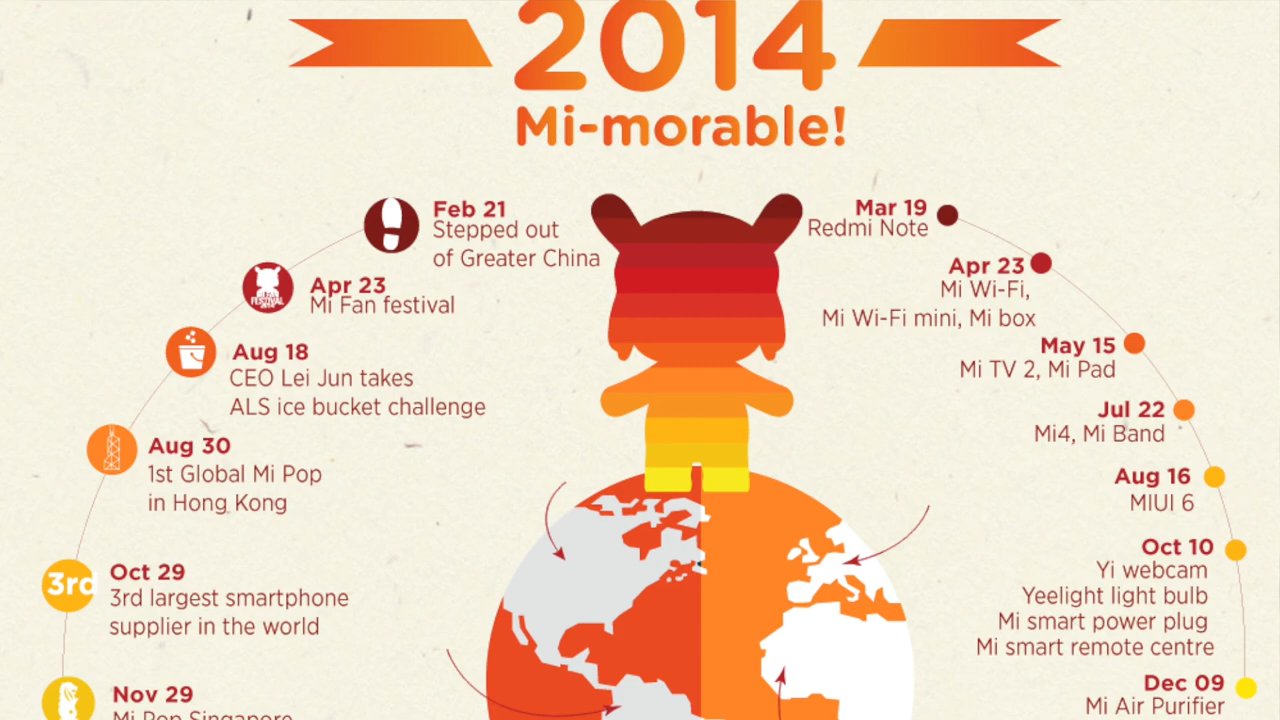 2014
Mi-morable!
Feb 21
Stepped out
of Greater China
Apr 23
Mi Fan festival
FESTIVAL
Aug 18
CEO Lei Jun takes
ALS ice bucket challenge
Aug 30
1st Global Mi Pop
in Hong Kong
3rd
Oct 29
3rd largest smartphone
supplier in the world
Nov 29
Mi Pop Singapore
Mar 19
Redmi Note
Apr 23
Mi Wi-Fi,
Mi Wi-Fi mini, Mi box
May 15
Mi TV 2, Mi Pad
Jul 22
Mi4, Mi Band
Aug 16
MIUI 6
Oct 10
Yi webcam
Yeelight light bulb
Mi smart power plug
Mi smart remote centre
Dec 09
Mi Air Purifier